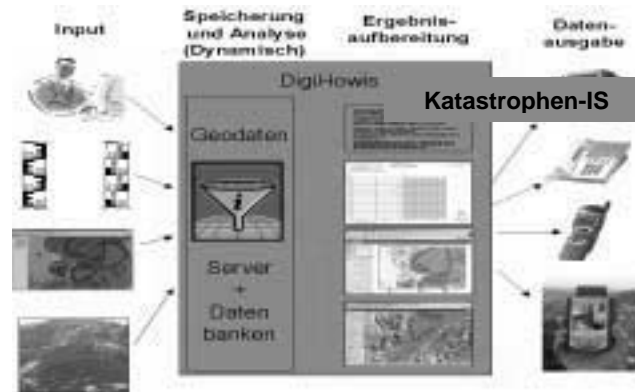 Input
Speicherung
und Analyse
(Dynamisch)
Ergebnis-
aufbereitung
Daten-
ausgabe
DigiHowis
Katastrophen-IS
Geodaten
i
Server
+
Daten
banken